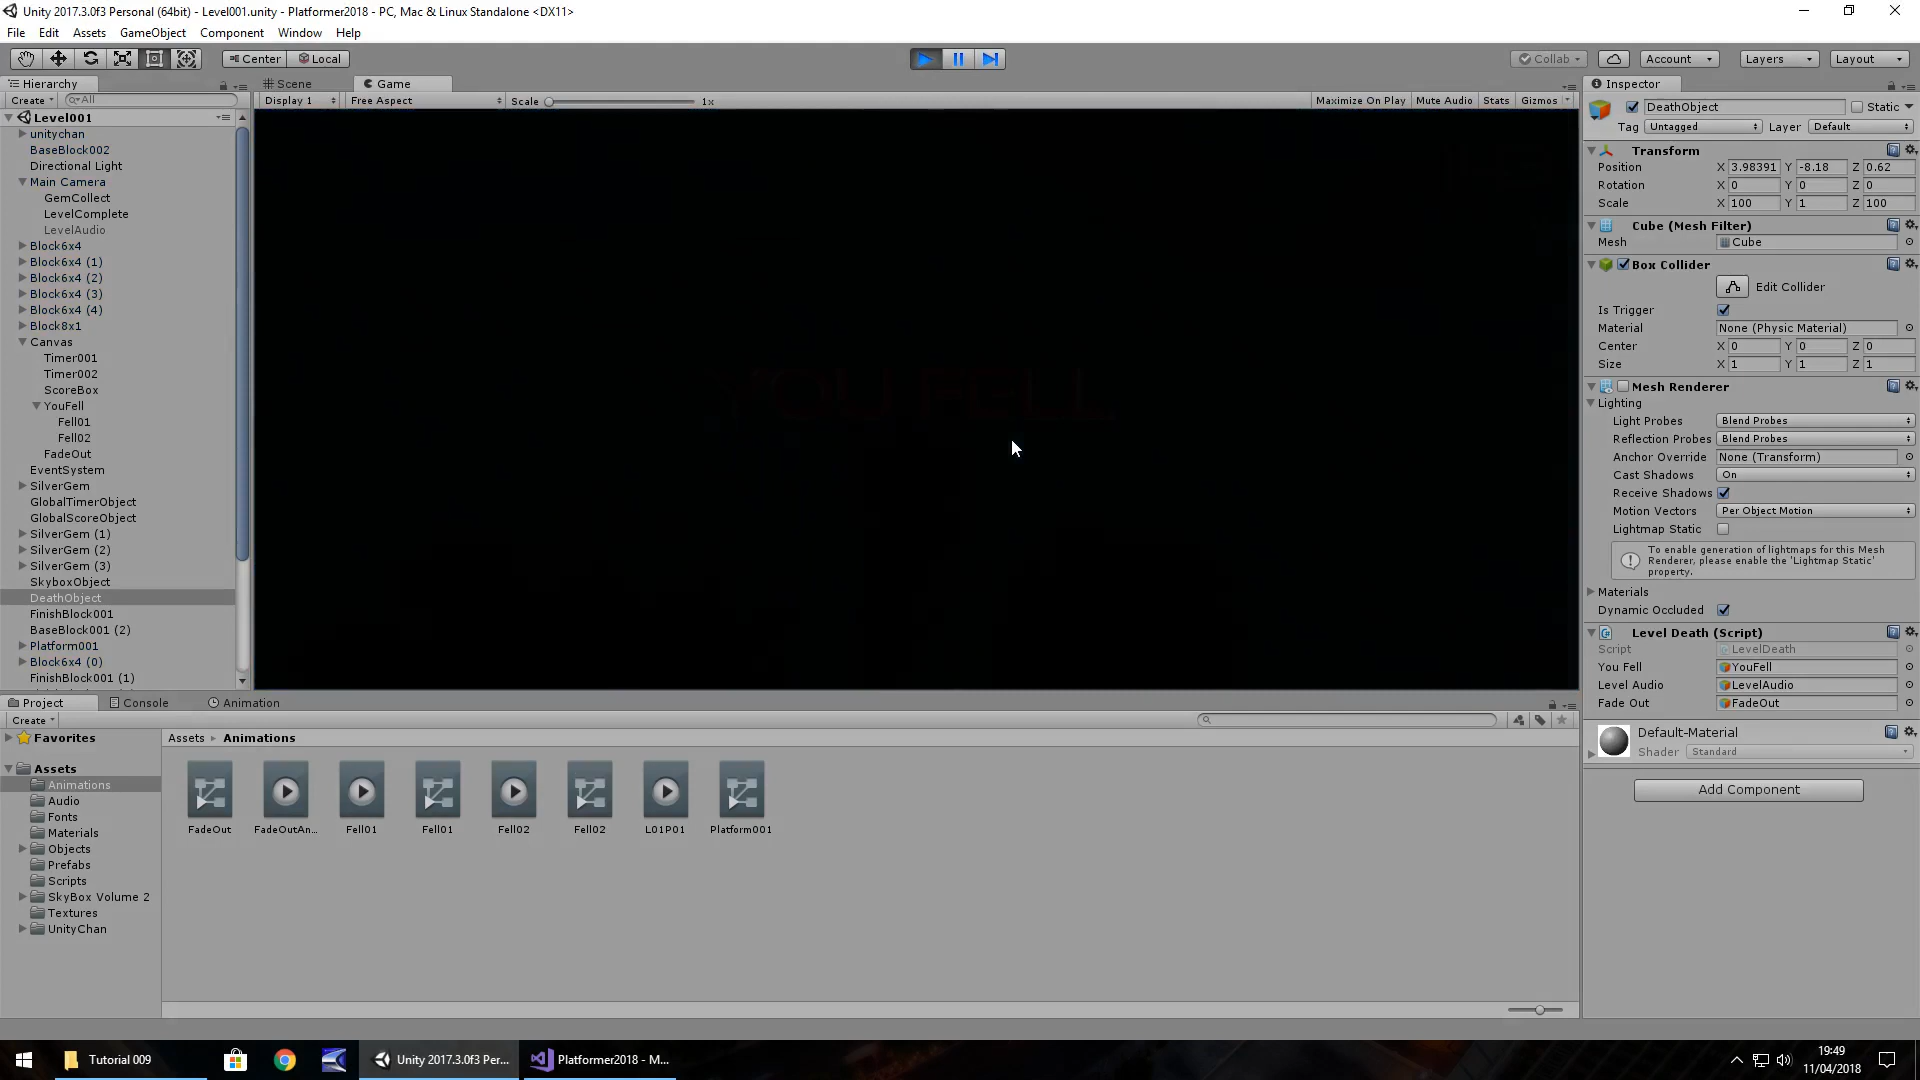 Unity 2017.3.0f3 Personal (64bit) - Level001.unity - Platformer2018 - PC, Mac & Linux Standalone <DX11>
File Edit Assets GameObject Component Window Help
Center Local Collab Account Layers Layout
Hierarchy Scene Game Inspector
Create All Display 1 Free Aspect Scale 1x Maximize On Play Mute Audio Stats Gizmos
Level001
unitychan
BaseBlock002
Directional Light
Main Camera
GemCollect
LevelComplete
LevelAudio
Block6x4
Block6x4 (1)
Block6x4 (2)
Block6x4 (3)
Block6x4 (4)
Block8x1
Canvas
Timer001
Timer002
ScoreBox
YouFell
Fell01
Fell02
FadeOut
EventSystem
SilverGem
GlobalTimerObject
GlobalScoreObject
SilverGem (1)
SilverGem (2)
SilverGem (3)
SkyboxObject
DeathObject
FinishBlock001
BaseBlock001 (2)
Platform001
Block6x4 (0)
FinishBlock001 (1)
YOU FELL
DeathObject Static
Tag Untagged Layer Default
Transform
Position X 3.98391 Y -8.18 Z 0.62
Rotation X 0 Y 0 Z 0
Scale X 100 Y 1 Z 100
Cube (Mesh Filter)
Mesh Cube
Box Collider
Edit Collider
Is Trigger
Material None (Physic Material)
Center X 0 Y 0 Z 0
Size X 1 Y 1 Z 1
Mesh Renderer
Lighting
Light Probes Blend Probes
Reflection Probes Blend Probes
Anchor Override None (Transform)
Cast Shadows On
Receive Shadows
Motion Vectors Per Object Motion
Lightmap Static
To enable generation of lightmaps for this Mesh
Renderer, please enable the 'Lightmap Static'
property.
Materials
Dynamic Occluded
Level Death (Script)
Script LevelDeath
You Fell YouFell
Level Audio LevelAudio
Fade Out FadeOut
Default-Material
Shader Standard
Add Component
Project Console Animation
Create
Favorites
Assets
Animations
Audio
Fonts
Materials
Objects
Prefabs
Scripts
SkyBox Volume 2
Textures
UnityChan
Assets Animations
FadeOut FadeOutAn... Fell01 Fell01 Fell02 Fell02 L01P01 Platform001
Tutorial 009 Unity 2017.3.0f3 Per... Platformer2018 - M...
19:49
11/04/2018